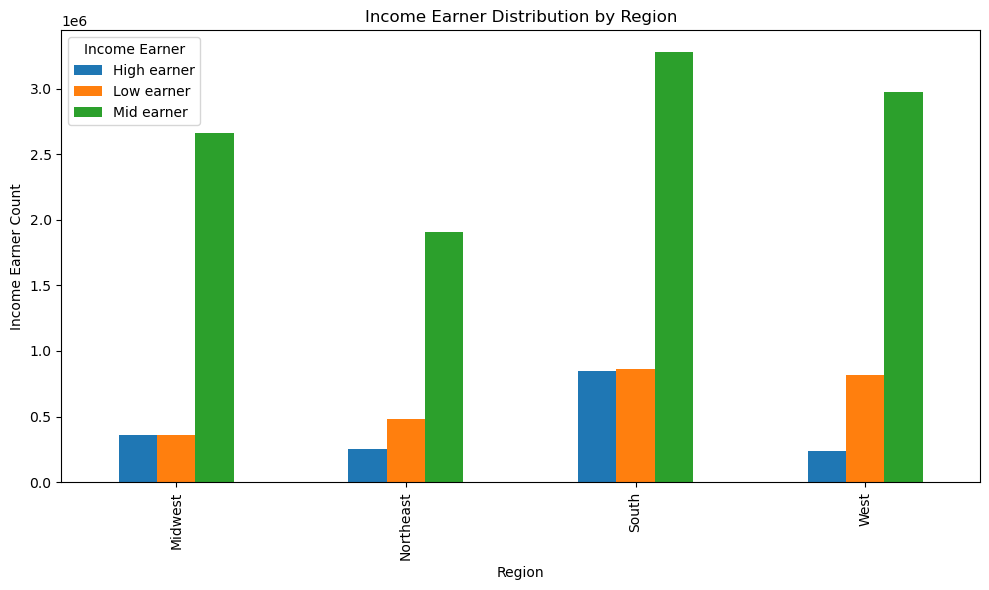 Income Earner Distribution by Region
1e6
Income Earner
High earner
Low earner
Mid earner
3.0
2.5
2.0
1.5
1.0
0.5
0.0
Income Earner Count
Midwest
Northeast
South
West
Region